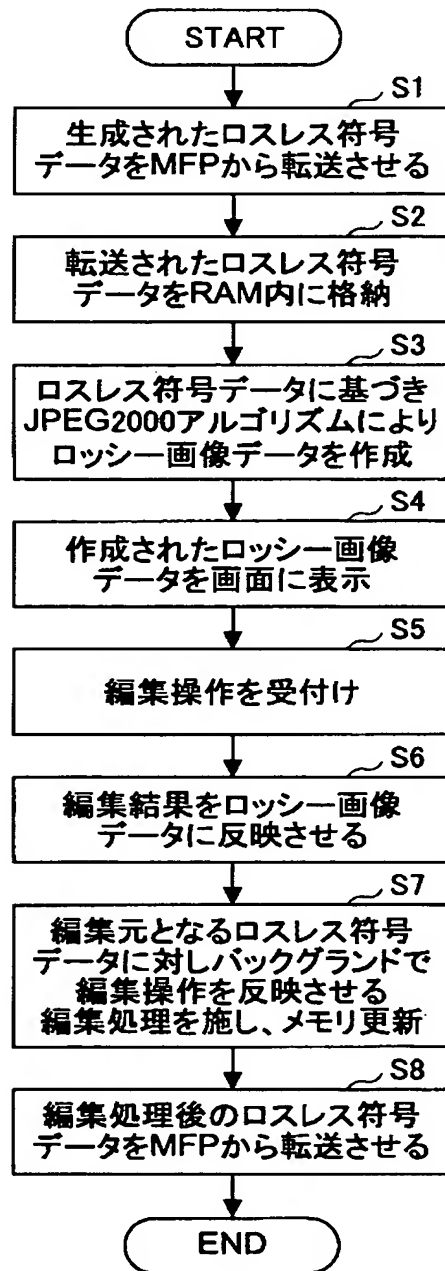 START
S1
生成されたロスレス符号
データをMFPから転送させる
S2
転送されたロスレス符号
データをRAM内に格納
S3
ロスレス符号データに基づき
JPEG2000アルゴリズムにより
ロッシー画像データを作成
S4
作成されたロッシー画像
データを画面に表示
S5
編集操作を受付け
S6
編集結果をロッシー画像
データに反映させる
S7
編集元となるロスレス符号
データに対しバックグランドで
編集操作を反映させる
編集処理を施し、メモリ更新
S8
編集処理後のロスレス符号
データをMFPから転送させる
END